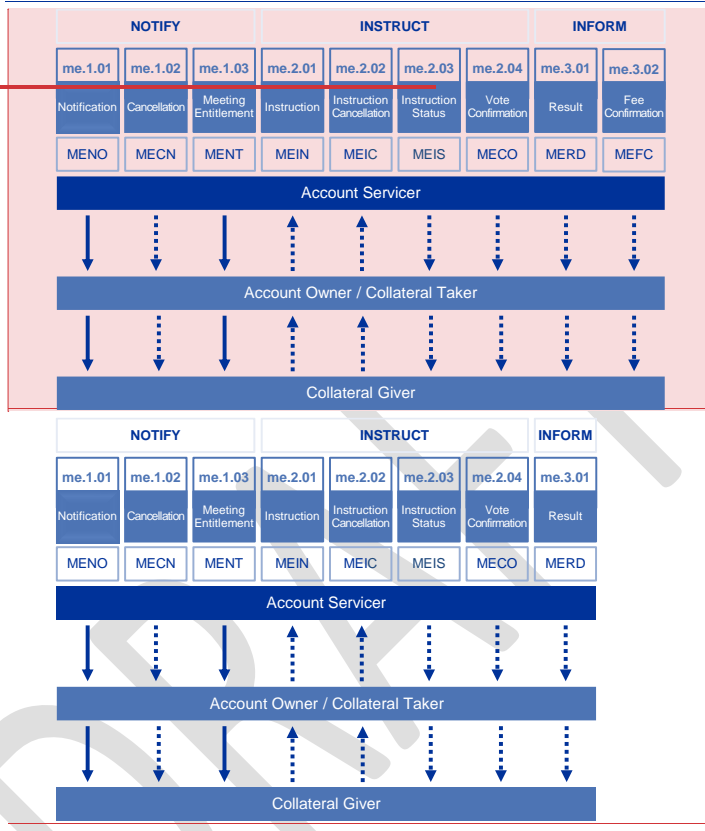 NOTIFY INSTRUCT INFORM
me.1.01 me.1.02 me.1.03 me.2.01 me.2.02 me.2.03 me.2.04 me.3.01 me.3.02
Notification Cancellation Meeting Entitlement Instruction Instruction Cancellation Instruction Status Vote Confirmation Result Fee Confirmation
MENO MECN MENT MEIN MEIC MEIS MECO MERD MEFC
Account Servicer
Account Owner / Collateral Taker
Collateral Giver
NOTIFY INSTRUCT INFORM
me.1.01 me.1.02 me.1.03 me.2.01 me.2.02 me.2.03 me.2.04 me.3.01
Notification Cancellation Meeting Entitlement Instruction Instruction Cancellation Instruction Status Vote Confirmation Result
MENO MECN MENT MEIN MEIC MEIS MECO MERD
Account Servicer
Account Owner / Collateral Taker
Collateral Giver
DRAFT